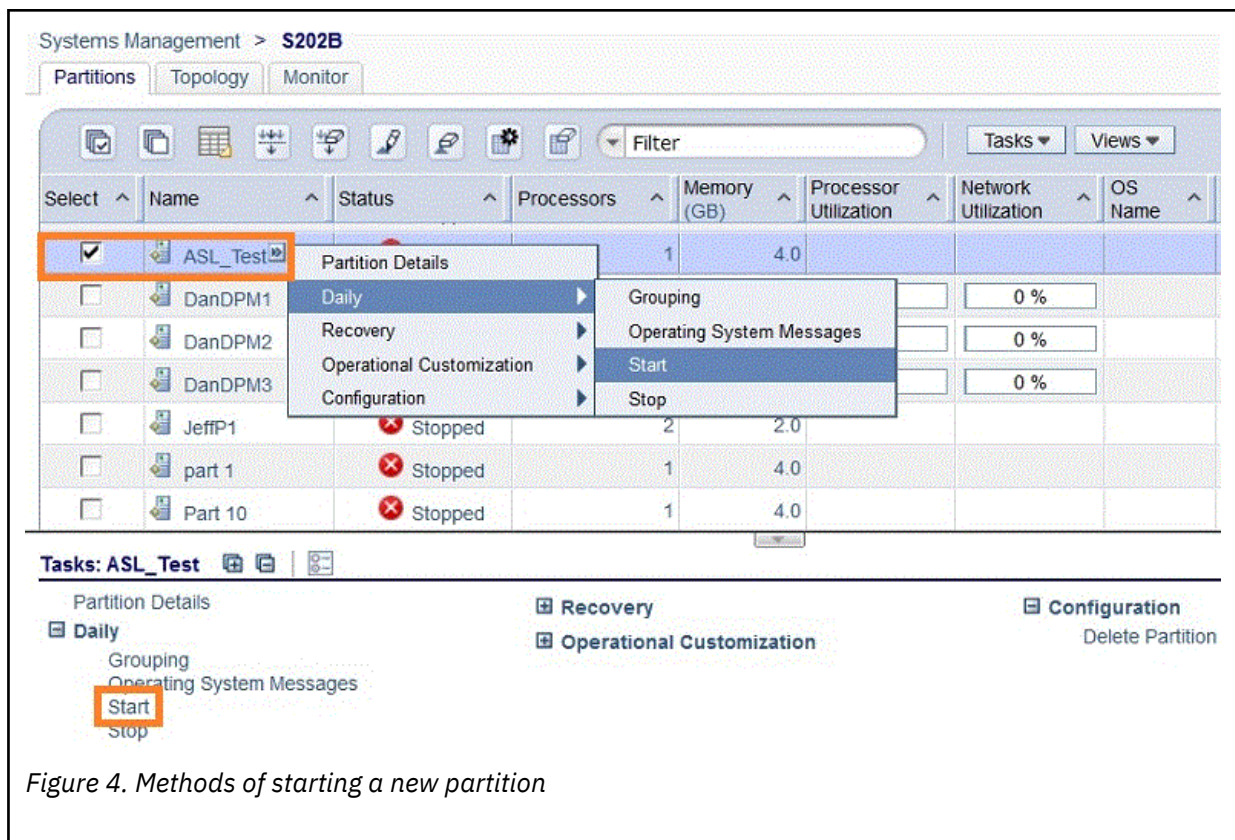 Systems Management > S202B
Partitions Topology Monitor
Filter Tasks Views
Select Name Status Processors Memory (GB) Processor Utilization Network Utilization OS Name
ASL_Test 1 4.0
DanDPM1 0 %
DanDPM2 0 %
DanDPM3 0 %
JeffP1 Stopped 2 2.0
part 1 Stopped 1 4.0
Part 10 Stopped 1 4.0
Partition Details
Daily
Recovery
Operational Customization
Configuration
Grouping
Operating System Messages
Start
Stop
Tasks: ASL_Test
Partition Details
Daily
Grouping
Operating System Messages
Start
Stop
Recovery
Operational Customization
Configuration
Delete Partition
Figure 4. Methods of starting a new partition